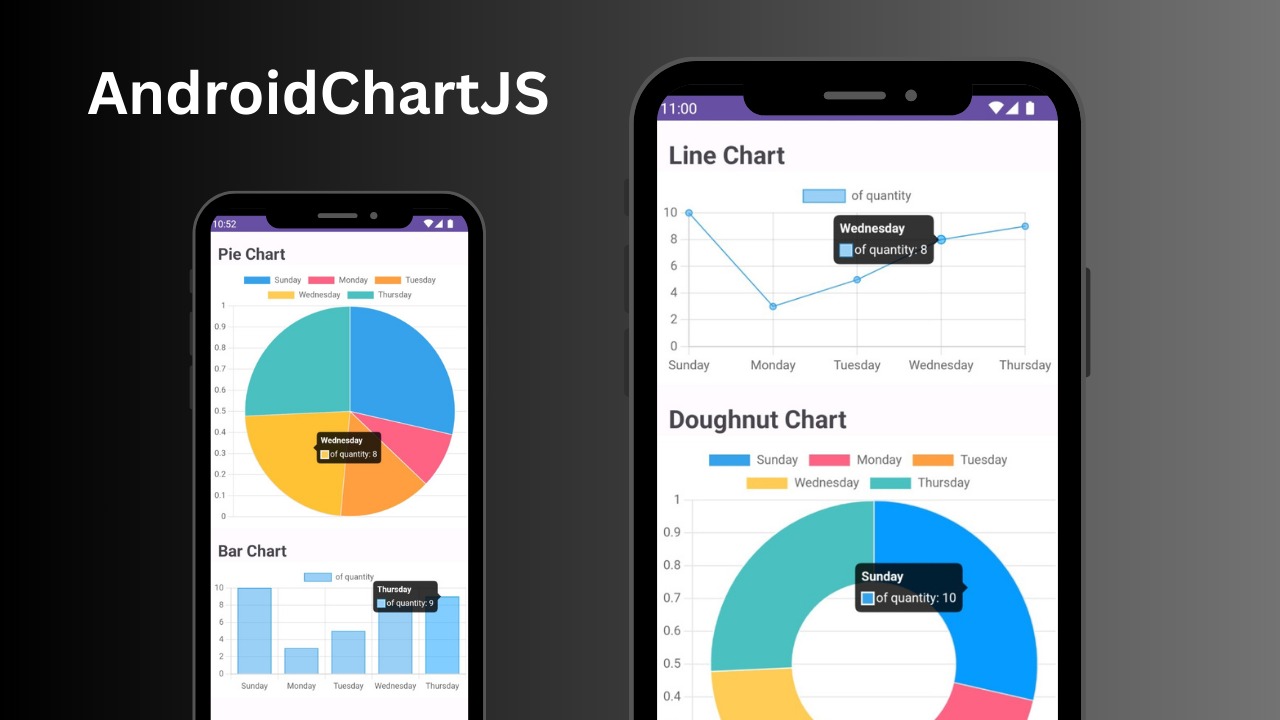 AndroidChartJS
10:52
Pie Chart
Sunday Monday Tuesday
Wednesday Thursday
1
0.9
0.8
0.7
0.6
0.5
0.4
0.3
0.2
0.1
0
Wednesday
of quantity: 8
Bar Chart
of quantity
10
8
6
4
2
0
Thursday
of quantity: 9
Sunday Monday Tuesday Wednesday Thursday
11:00
Line Chart
of quantity
10
8
6
4
2
0
Wednesday
of quantity: 8
Sunday Monday Tuesday Wednesday Thursday
Doughnut Chart
Sunday Monday Tuesday
Wednesday Thursday
1
0.9
0.8
0.7
0.6
0.5
0.4
Sunday
of quantity: 10